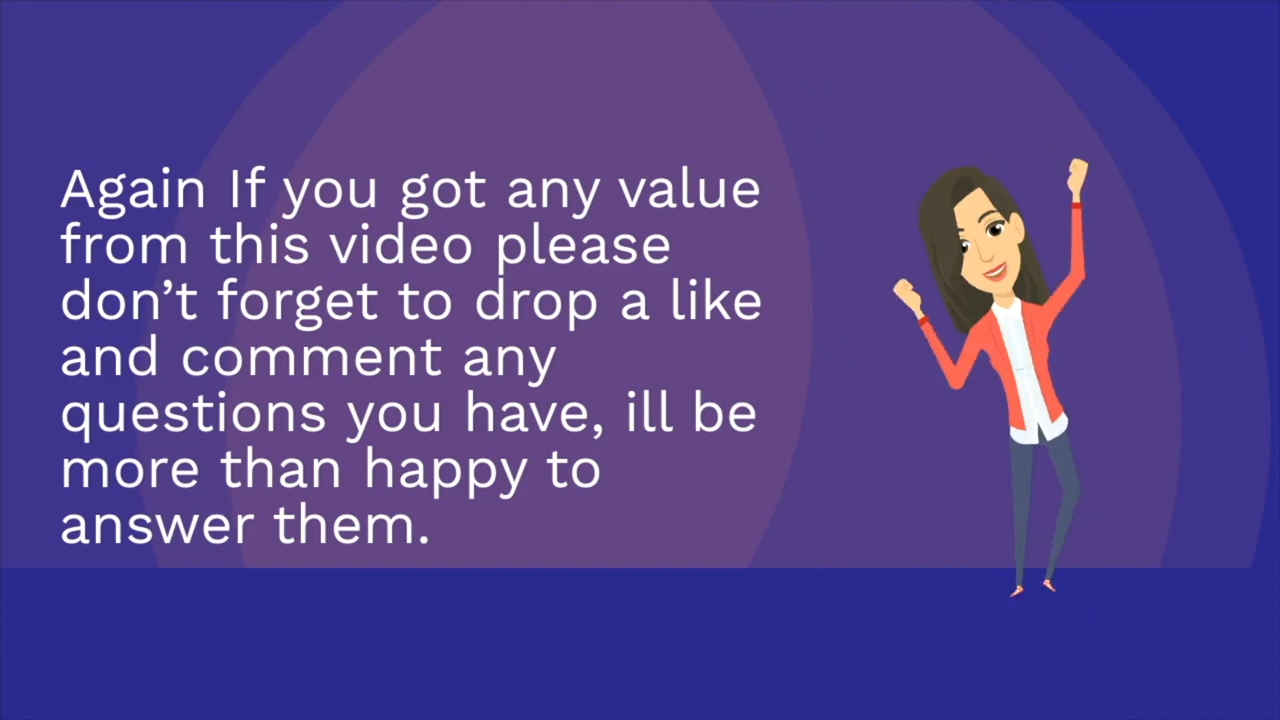 Again If you got any value
from this video please
don’t forget to drop a like
and comment any
questions you have, ill be
more than happy to
answer them.